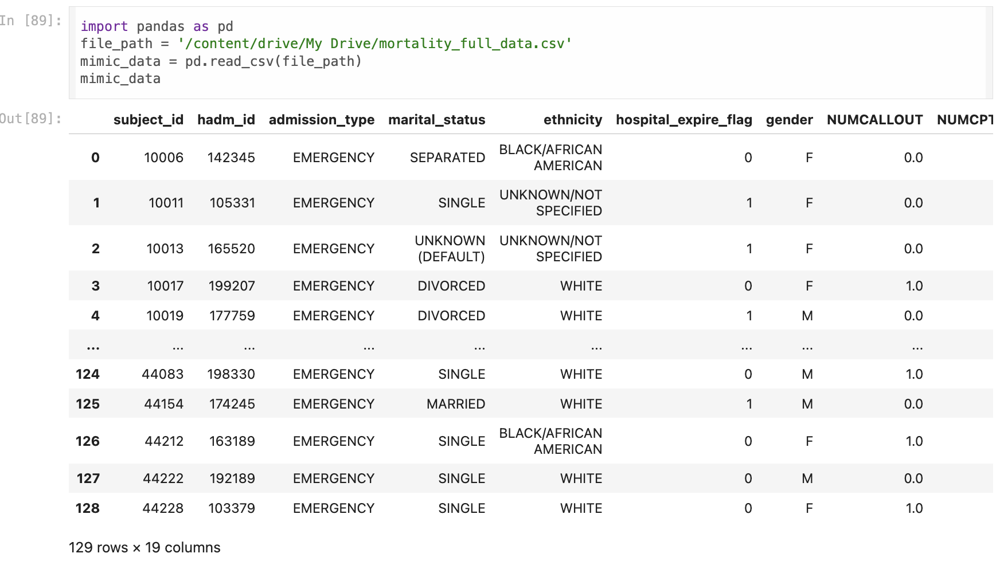 In [89]:
import pandas as pd
file_path = '/content/drive/My Drive/mortality_full_data.csv'
mimic_data = pd.read_csv(file_path)
mimic_data
Out[89]:
subject_id hadm_id admission_type marital_status ethnicity hospital_expire_flag gender NUMCALLOUT NUMCPT
0 10006 142345 EMERGENCY SEPARATED BLACK/AFRICAN AMERICAN 0 F 0.0
1 10011 105331 EMERGENCY SINGLE UNKNOWN/NOT SPECIFIED 1 F 0.0
2 10013 165520 EMERGENCY UNKNOWN (DEFAULT) UNKNOWN/NOT SPECIFIED 1 F 0.0
3 10017 199207 EMERGENCY DIVORCED WHITE 0 F 1.0
4 10019 177759 EMERGENCY DIVORCED WHITE 1 M 0.0
... ... ... ... ... ... ... ... ...
124 44083 198330 EMERGENCY SINGLE WHITE 0 M 1.0
125 44154 174245 EMERGENCY MARRIED WHITE 1 M 0.0
126 44212 163189 EMERGENCY SINGLE BLACK/AFRICAN AMERICAN 0 F 1.0
127 44222 192189 EMERGENCY SINGLE WHITE 0 M 0.0
128 44228 103379 EMERGENCY SINGLE WHITE 0 F 1.0
129 rows × 19 columns